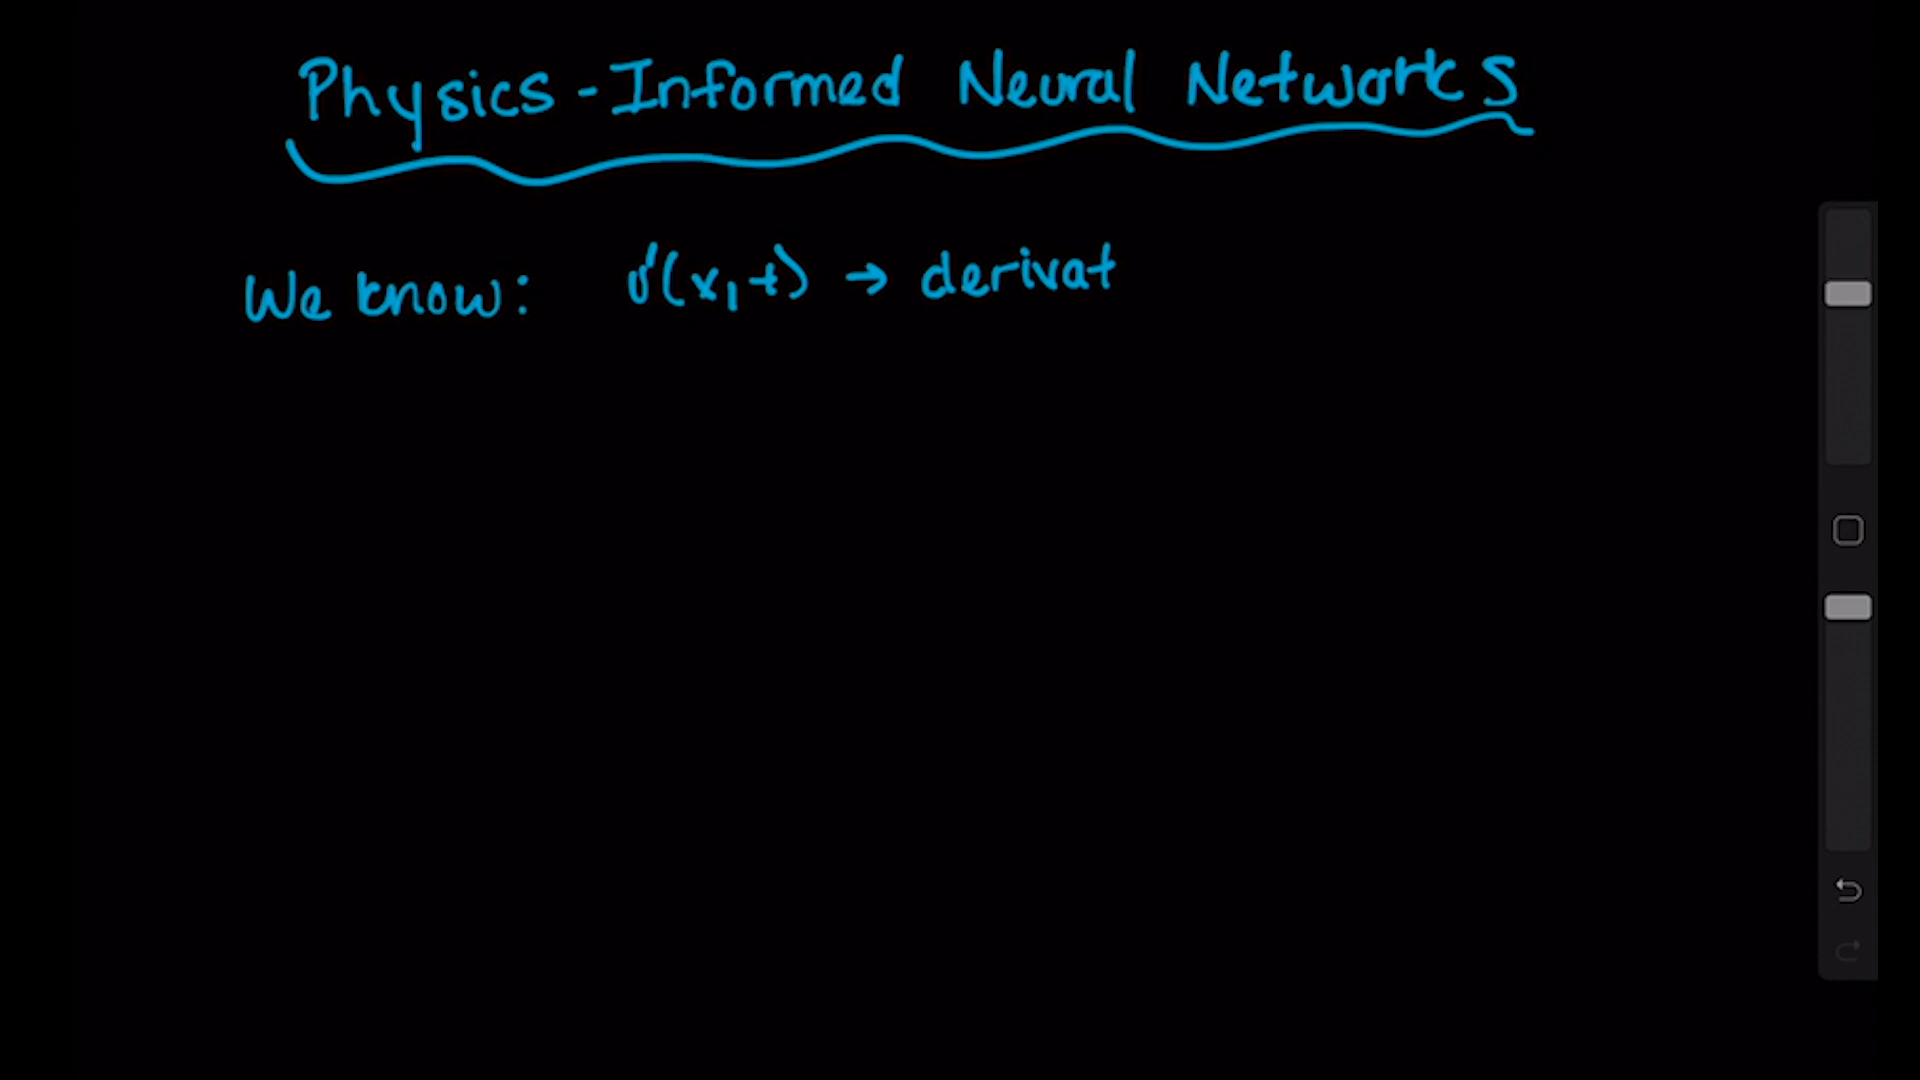 Physics-Informed Neural Networks
We know: υ'(x,t) → derivat